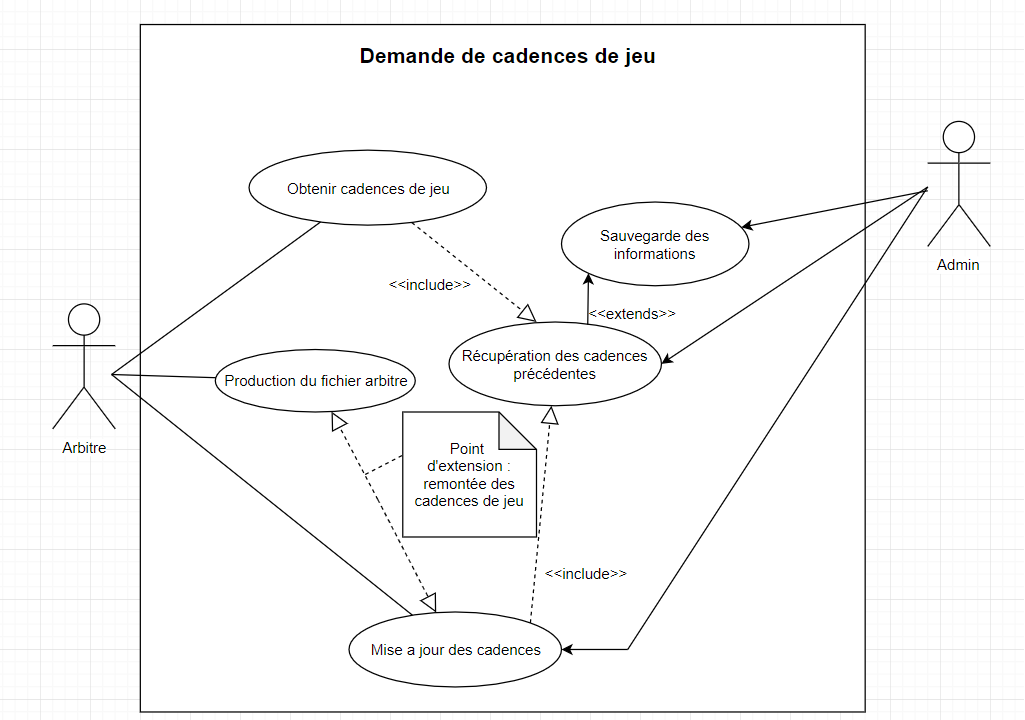 Demande de cadences de jeu
Obtenir cadences de jeu
Sauvegarde des
informations
Admin
<<include>>
<<extends>>
Récupération des cadences
précédentes
Production du fichier arbitre
Arbitre
Point
d'extension :
remontée des
cadences de jeu
<<include>>
Mise a jour des cadences